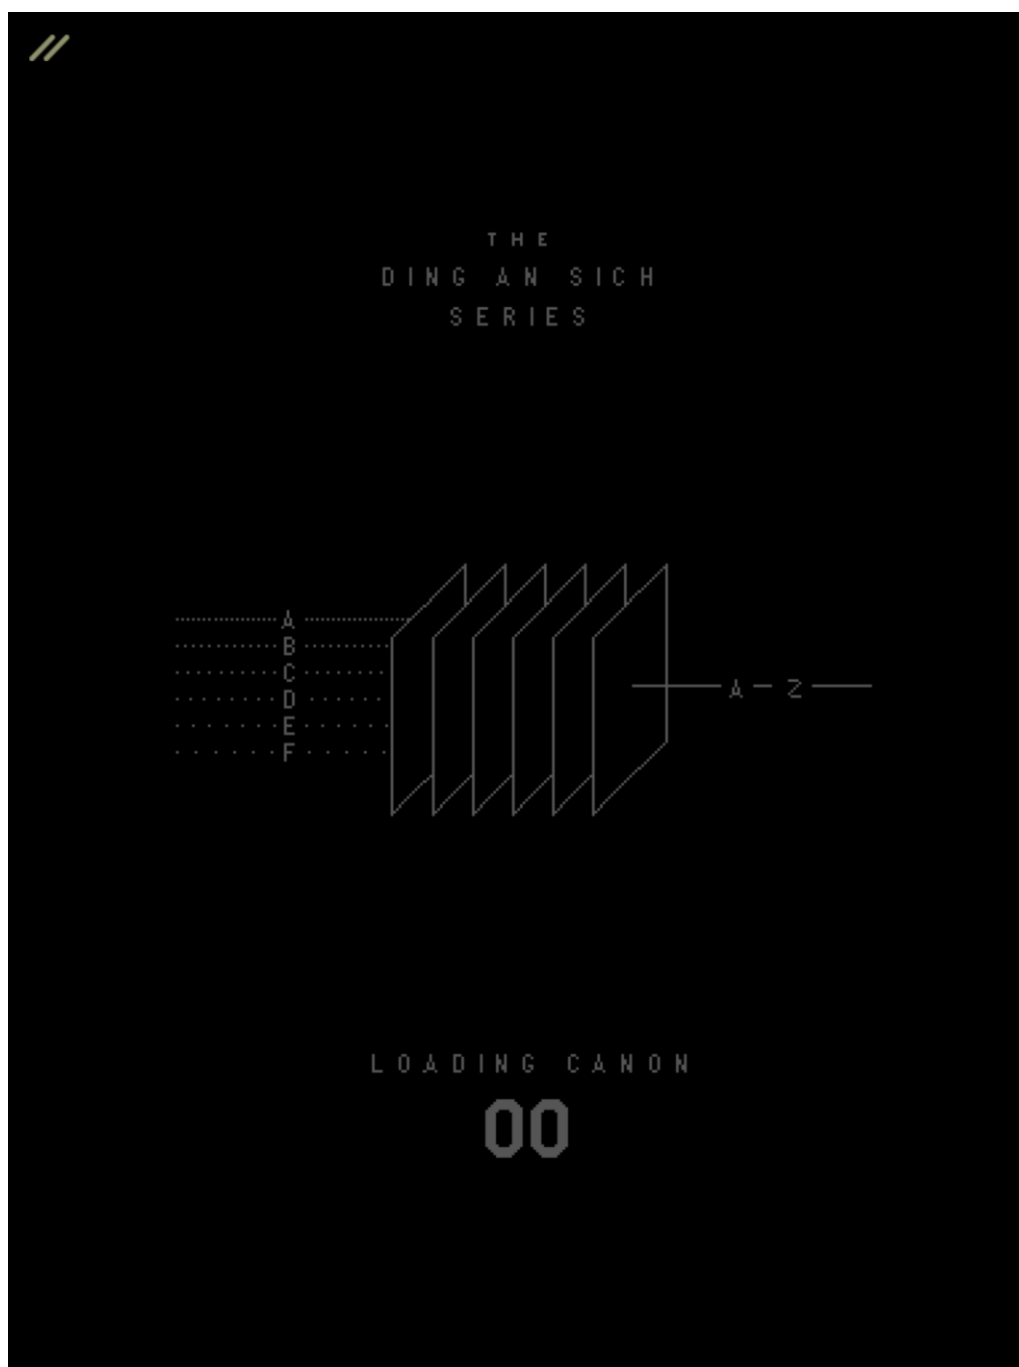 //
THE
DING AN SICH
SERIES
A
B
C
D
E
F
A — Z
LOADING CANON
00